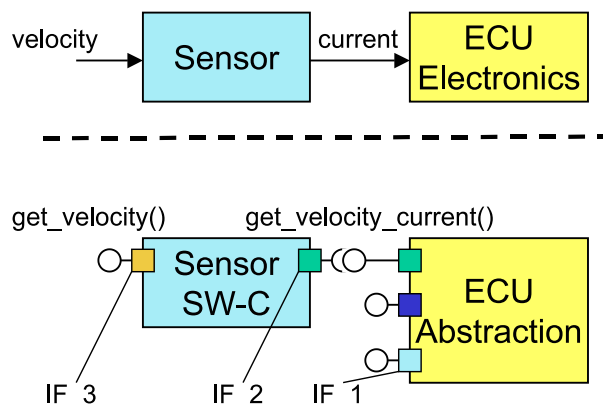 velocity
Sensor
current
ECU
Electronics
get_velocity()
get_velocity_current()
Sensor
SW-C
ECU
Abstraction
IF 3
IF 2
IF 1